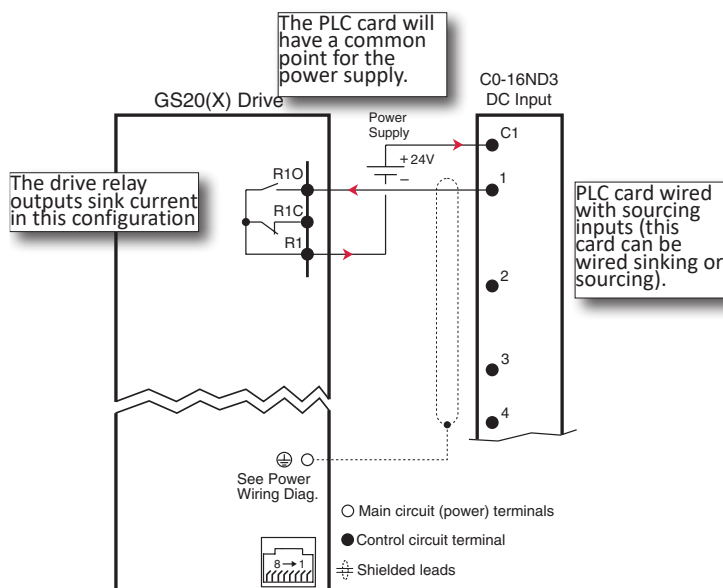 The PLC card will
have a common
point for the
power supply.
C0-16ND3
DC Input
GS20(X) Drive
Power
Supply
C1
+24V
–
The drive relay
outputs sink current
in this configuration
R1O
R1C
R1
1
PLC card wired
with sourcing
inputs (this
card can be
wired sinking or
sourcing).
2
3
4
See Power
Wiring Diag.
Main circuit (power) terminals
Control circuit terminal
Shielded leads
8→1